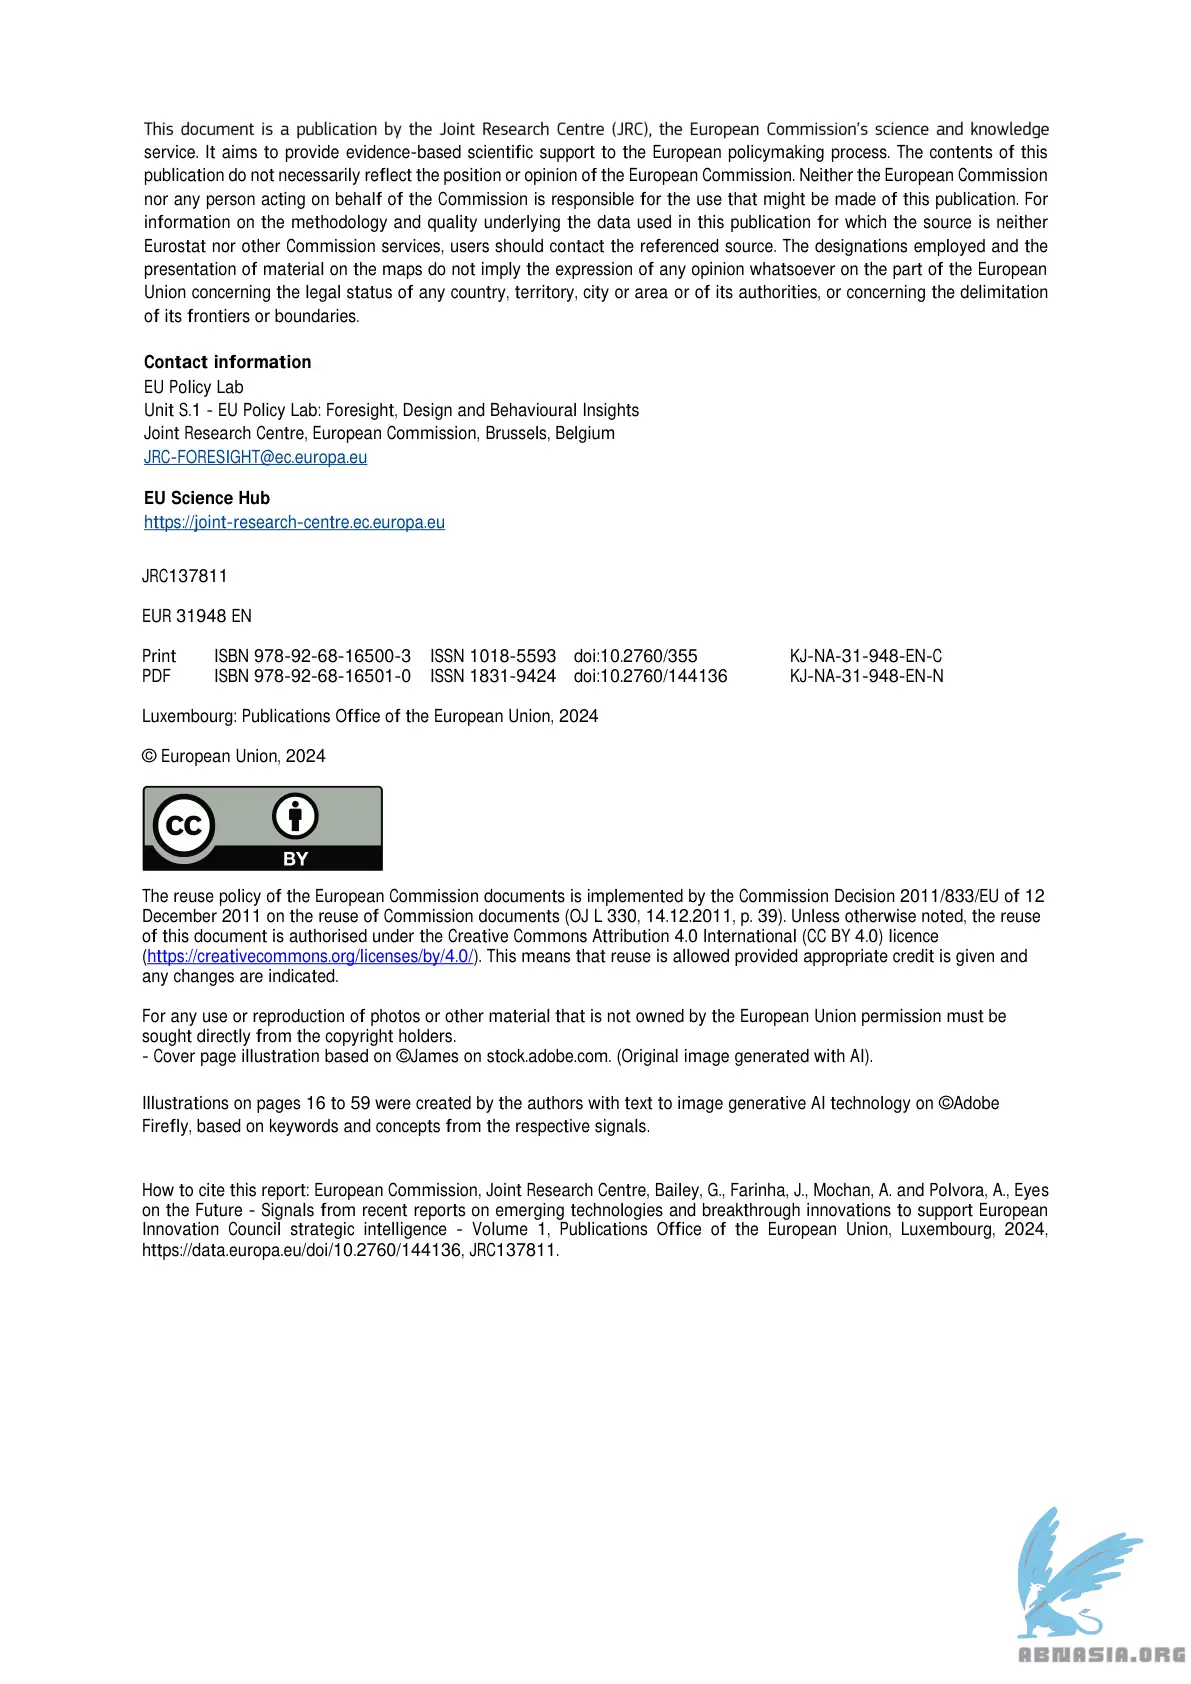 This document is a publication by the Joint Research Centre (JRC), the European Commission's science and knowledge
service. It aims to provide evidence-based scientific support to the European policymaking process. The contents of this
publication do not necessarily reflect the position or opinion of the European Commission. Neither the European Commission
nor any person acting on behalf of the Commission is responsible for the use that might be made of this publication. For
information on the methodology and quality underlying the data used in this publication for which the source is neither
Eurostat nor other Commission services, users should contact the referenced source. The designations employed and the
presentation of material on the maps do not imply the expression of any opinion whatsoever on the part of the European
Union concerning the legal status of any country, territory, city or area or of its authorities, or concerning the delimitation
of its frontiers or boundaries.
Contact information
EU Policy Lab
Unit S.1 - EU Policy Lab: Foresight, Design and Behavioural Insights
Joint Research Centre, European Commission, Brussels, Belgium
JRC-FORESIGHT@ec.europa.eu
EU Science Hub
https://joint-research-centre.ec.europa.eu
JRC137811
EUR 31948 EN
Print ISBN 978-92-68-16500-3 ISSN 1018-5593 doi:10.2760/355 KJ-NA-31-948-EN-C
PDF ISBN 978-92-68-16501-0 ISSN 1831-9424 doi:10.2760/144136 KJ-NA-31-948-EN-N
Luxembourg: Publications Office of the European Union, 2024
© European Union, 2024
CC
BY
The reuse policy of the European Commission documents is implemented by the Commission Decision 2011/833/EU of 12
December 2011 on the reuse of Commission documents (OJ L 330, 14.12.2011, p. 39). Unless otherwise noted, the reuse
of this document is authorised under the Creative Commons Attribution 4.0 International (CC BY 4.0) licence
(https://creativecommons.org/licenses/by/4.0/). This means that reuse is allowed provided appropriate credit is given and
any changes are indicated.
For any use or reproduction of photos or other material that is not owned by the European Union permission must be
sought directly from the copyright holders.
- Cover page illustration based on ©James on stock.adobe.com. (Original image generated with AI).
Illustrations on pages 16 to 59 were created by the authors with text to image generative AI technology on ©Adobe
Firefly, based on keywords and concepts from the respective signals.
How to cite this report: European Commission, Joint Research Centre, Bailey, G., Farinha, J., Mochan, A. and Polvora, A., Eyes
on the Future - Signals from recent reports on emerging technologies and breakthrough innovations to support European
Innovation Council strategic intelligence - Volume 1, Publications Office of the European Union, Luxembourg, 2024,
https://data.europa.eu/doi/10.2760/144136, JRC137811.
ABNASIA.ORG